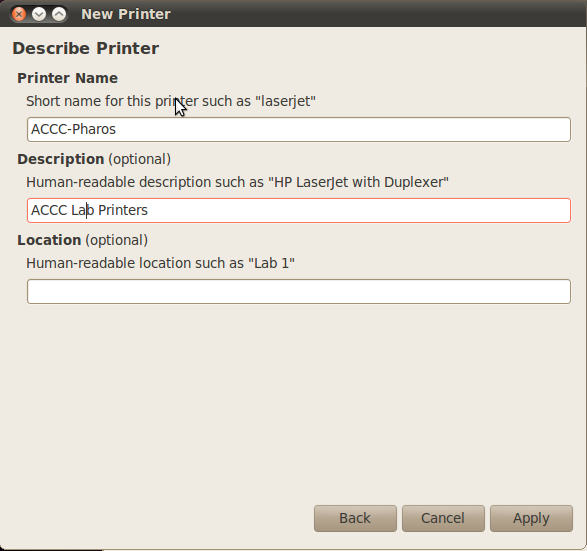 New Printer
Describe Printer
Printer Name
Short name for this printer such as "laserjet"
ACCC-Pharos
Description (optional)
Human-readable description such as "HP LaserJet with Duplexer"
ACCC Lab Printers
Location (optional)
Human-readable location such as "Lab 1"
Back Cancel Apply